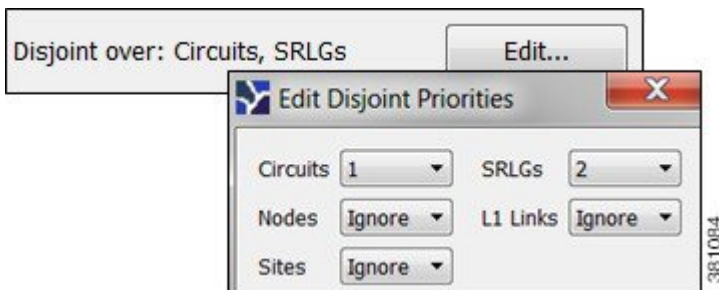 Disjoint over: Circuits, SRLGs Edit...
Edit Disjoint Priorities
Circuits 1 SRLGs 2
Nodes Ignore L1 Links Ignore
Sites Ignore
381084